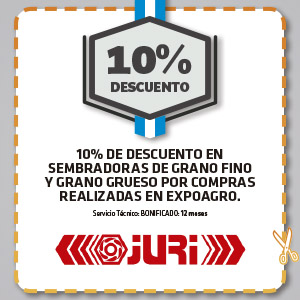 10%
DESCUENTO
10% DE DESCUENTO EN
SEMBRADORAS DE GRANO FINO
Y GRANO GRUESO POR COMPRAS
REALIZADAS EN EXPOAGRO.
Servicio Técnico: BONIFICADO: 12 meses
JURI